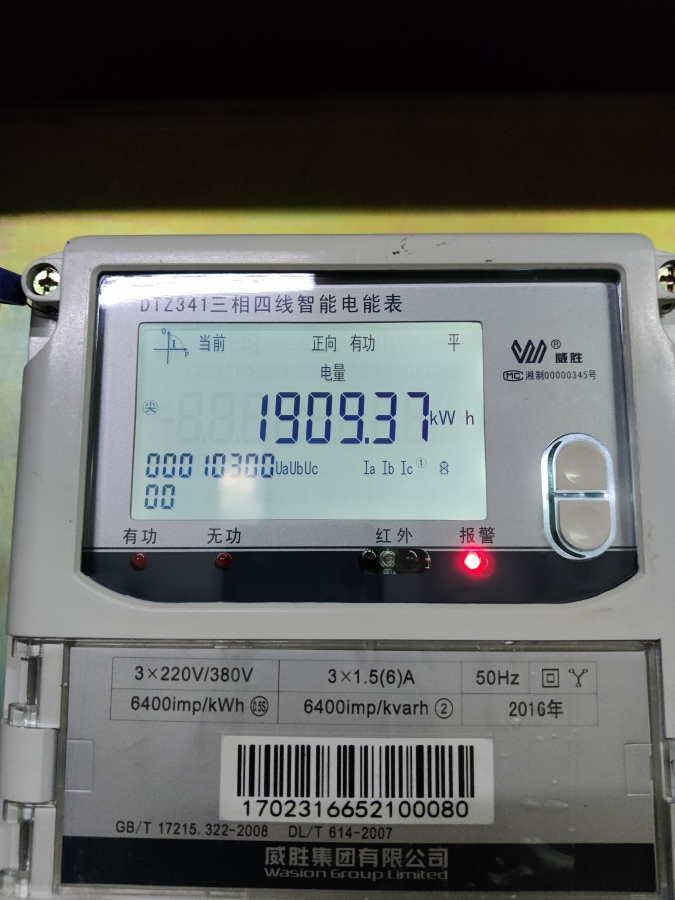 DTZ341三相四线智能电能表
Q
I
P
当前 正向 有功 平
电量
尖
1909.37 kW h
00010300 UaUbUc Ia Ib Ic ①
00
威胜®
MC 湘制00000345号
有功 无功 红外 报警
3×220V/380V 3×1.5(6)A 50Hz
6400imp/kWh 0.5S 6400imp/kvarh ② 2016年
1702316652100080
GB/T 17215.322-2008 DL/T 614-2007
威胜集团有限公司
Wasion Group Limited